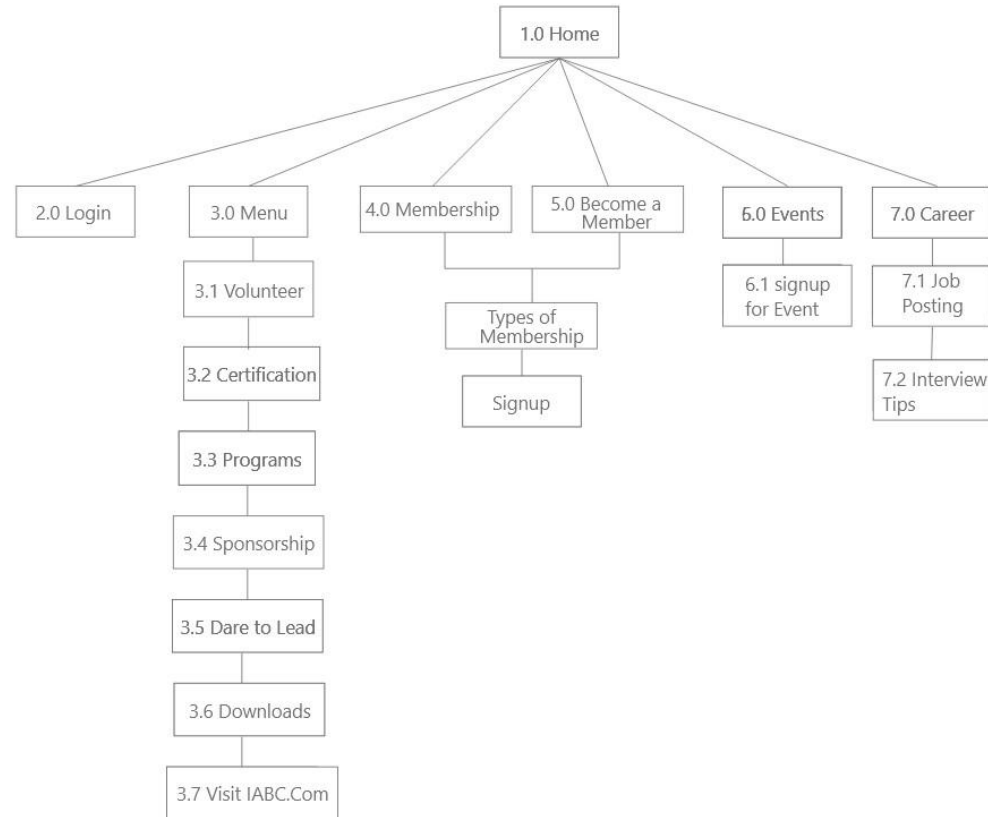 1.0 Home
2.0 Login
3.0 Menu
4.0 Membership
5.0 Become a
Member
6.0 Events
7.0 Career
3.1 Volunteer
3.2 Certification
3.3 Programs
3.4 Sponsorship
3.5 Dare to Lead
3.6 Downloads
3.7 Visit IABC.Com
Types of
Membership
Signup
6.1 signup
for Event
7.1 Job
Posting
7.2 Interview
Tips